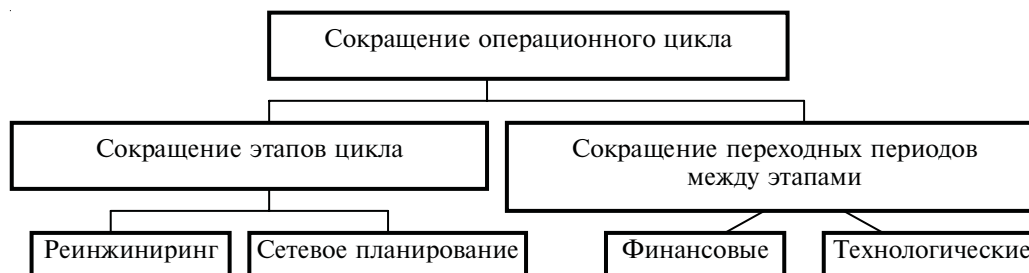 Сокращение операционного цикла
Сокращение этапов цикла
Сокращение переходных периодов
между этапами
Реинжиниринг
Сетевое планирование
Финансовые
Технологические